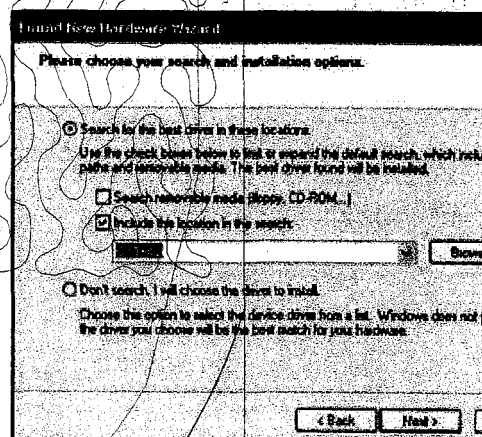 Found New Hardware Wizard
Please choose your search and installation options.
Search for the best driver in these locations.
Use the check boxes below to limit or expand the default search, which inclu
paths and removable media. The best driver found will be installed.
Search removable media (floppy, CD-ROM...)
Include this location in the search:
Browse
Don't search. I will choose the driver to install.
Choose this option to select the device driver from a list. Windows does not
the driver you choose will be the best match for your hardware.
< Back
Next >